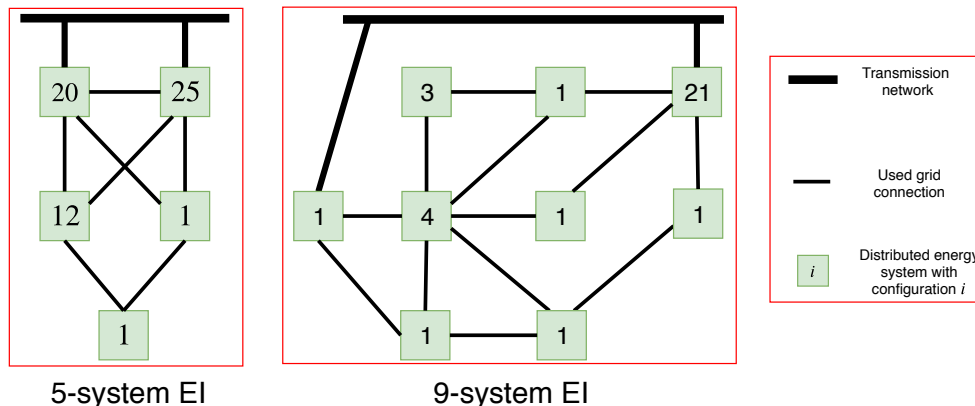 20 25
12 1
1
5-system EI
3 1 21
1 4 1 1
1 1
9-system EI
Transmission
network
Used grid
connection
i
Distributed energy
system with
configuration i